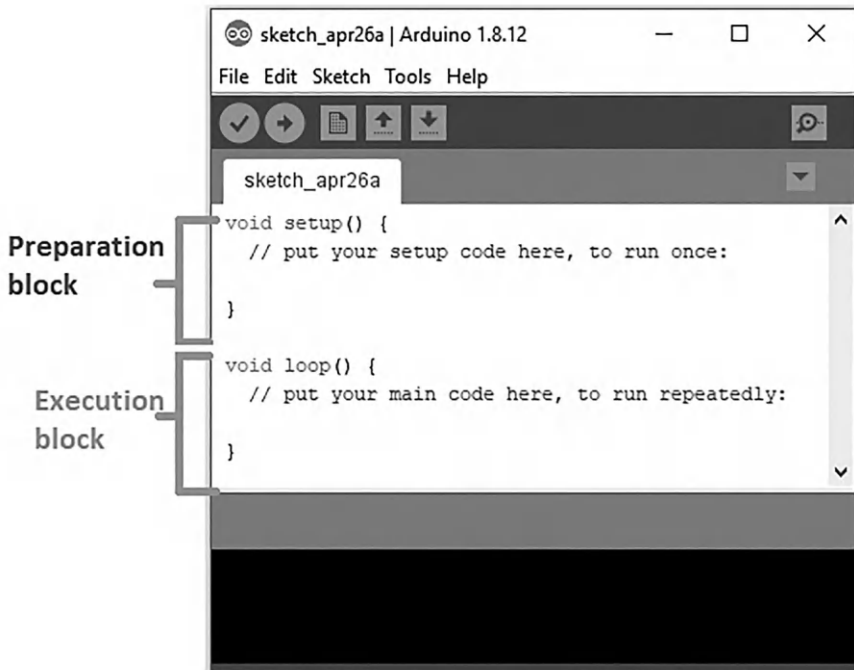 sketch_apr26a | Arduino 1.8.12
File Edit Sketch Tools Help
sketch_apr26a
Preparation
block
void setup() {
// put your setup code here, to run once:
}
Execution
block
void loop() {
// put your main code here, to run repeatedly:
}